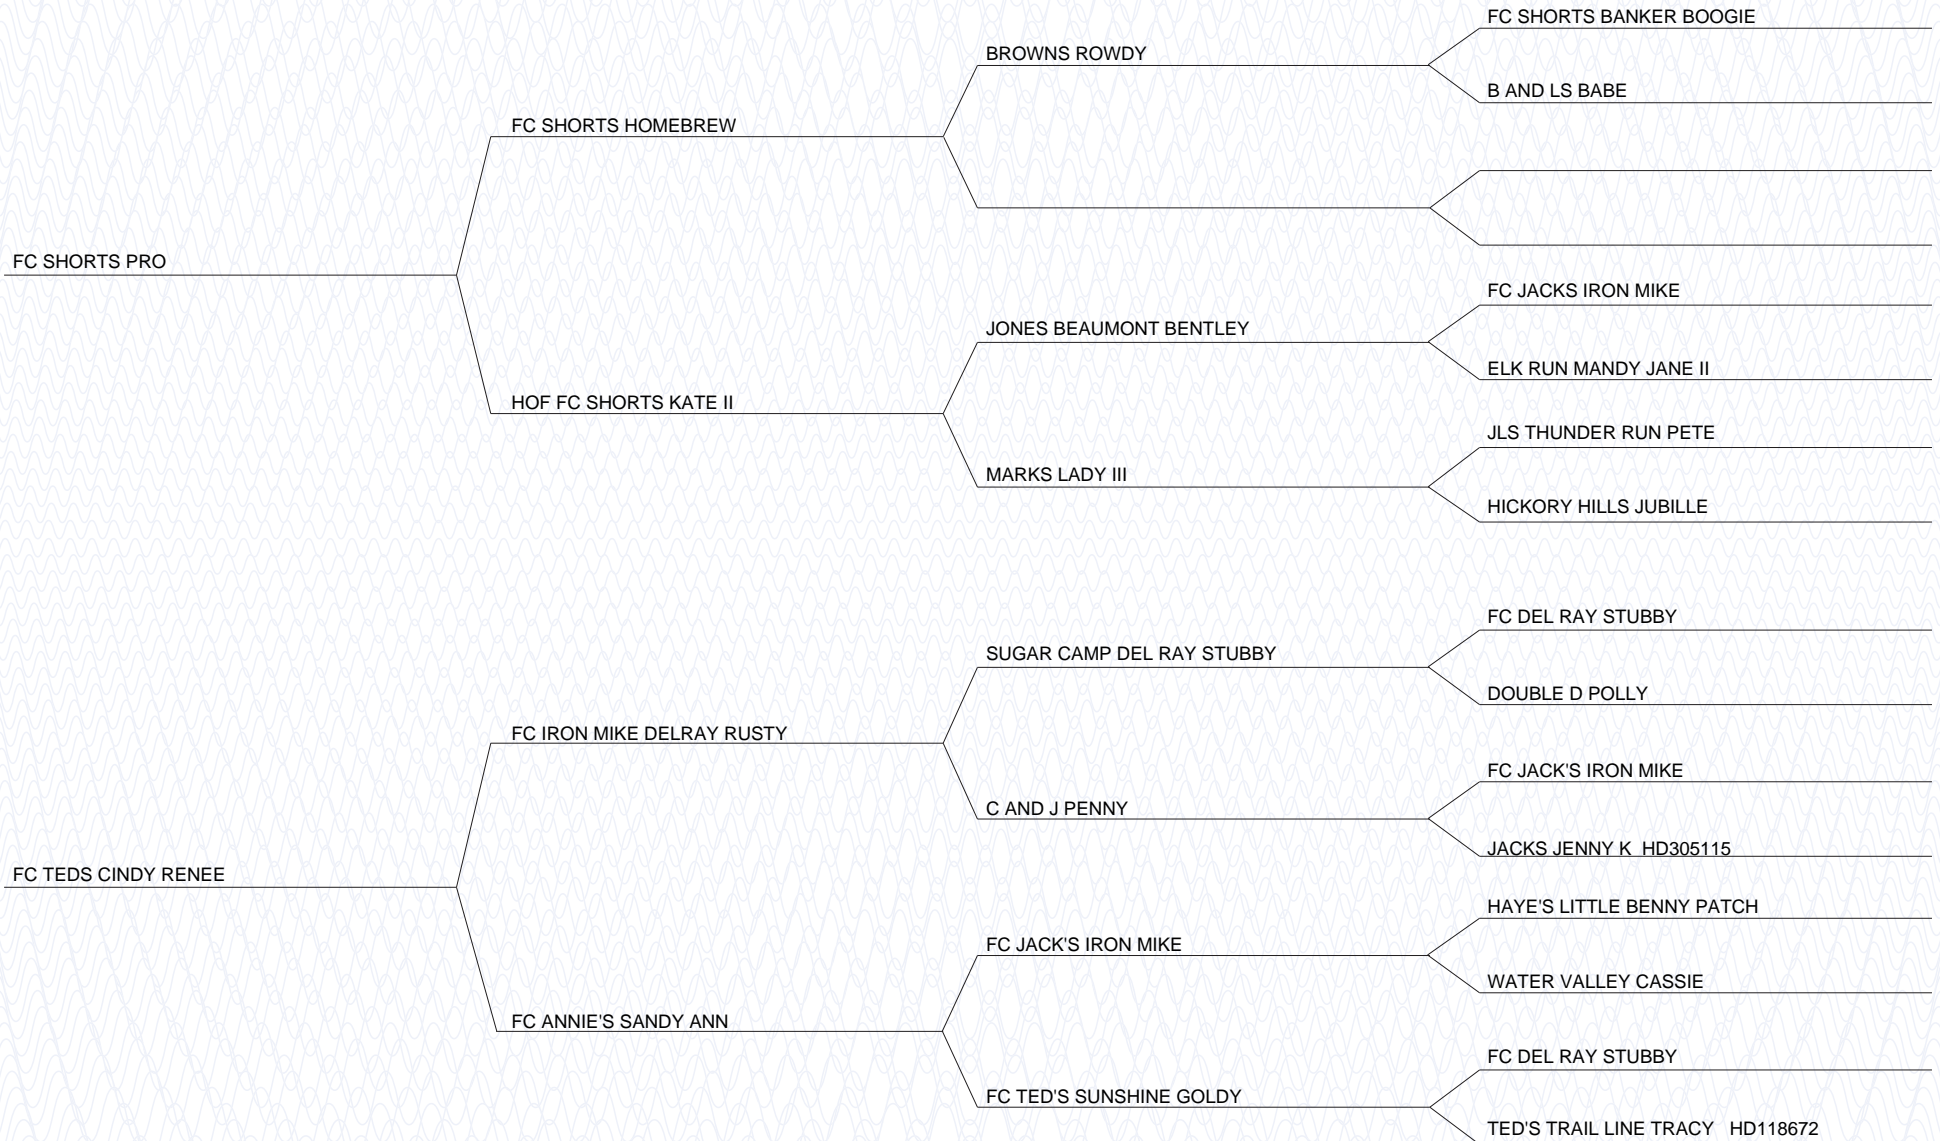 FC SHORTS BANKER BOOGIE
BROWNS ROWDY
B AND LS BABE
FC SHORTS HOMEBREW
FC SHORTS PRO
FC JACKS IRON MIKE
JONES BEAUMONT BENTLEY
ELK RUN MANDY JANE II
HOF FC SHORTS KATE II
JLS THUNDER RUN PETE
MARKS LADY III
HICKORY HILLS JUBILLE
FC DEL RAY STUBBY
SUGAR CAMP DEL RAY STUBBY
DOUBLE D POLLY
FC IRON MIKE DELRAY RUSTY
FC JACK'S IRON MIKE
C AND J PENNY
JACKS JENNY K HD305115
FC TEDS CINDY RENEE
HAYE'S LITTLE BENNY PATCH
FC JACK'S IRON MIKE
WATER VALLEY CASSIE
FC ANNIE'S SANDY ANN
FC DEL RAY STUBBY
FC TED'S SUNSHINE GOLDY
TED'S TRAIL LINE TRACY HD118672